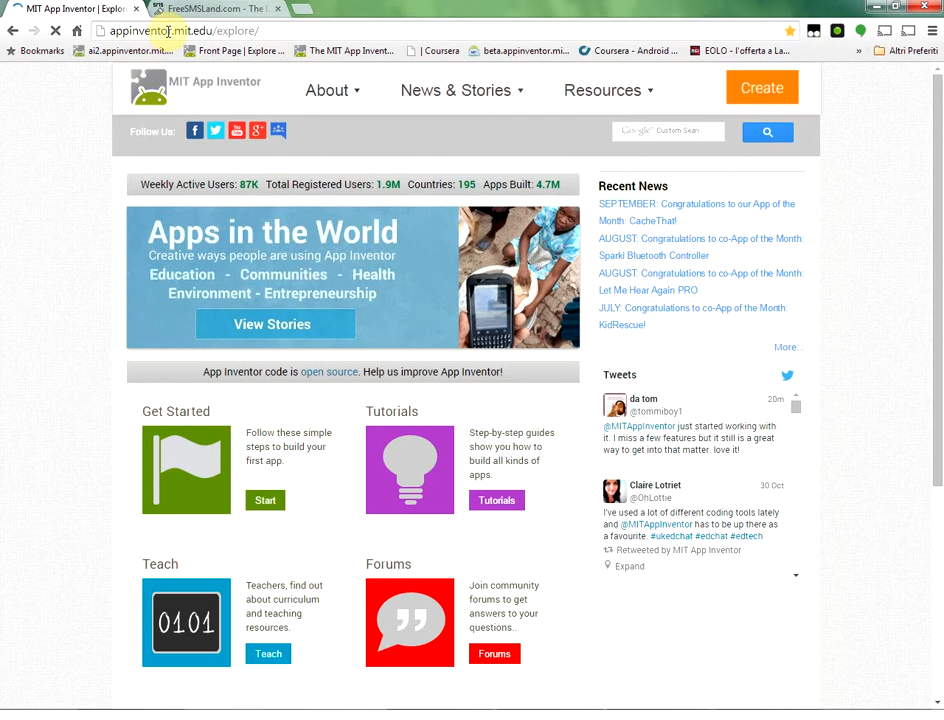 MIT App Inventor | Explor
FreeSMSLand.com - The
appinventor.mit.edu/explore/
Bookmarks
ai2.appinventor.mit....
Front Page | Explore ...
The MIT App Invent...
| Coursera
beta.appinventor.mi...
Coursera - Android ...
EOLO - l'offerta a La...
»
Altri Preferiti
MIT App Inventor
About
News & Stories
Resources
Create
Follow Us:
Google™ Custom Sear
Weekly Active Users: 87K Total Registered Users: 1.9M Countries: 195 Apps Built: 4.7M
Apps in the World
Creative ways people are using App Inventor
Education - Communities - Health
Environment - Entrepreneurship
View Stories
App Inventor code is open source. Help us improve App Inventor!
Get Started
Follow these simple
steps to build your
first app.
Start
Tutorials
Step-by-step guides
show you how to
build all kinds of
apps.
Tutorials
Teach
0101
Teachers, find out
about curriculum
and teaching
resources.
Teach
Forums
Join community
forums to get
answers to your
questions..
Forums
Recent News
SEPTEMBER: Congratulations to our App of the
Month: CacheThat!
AUGUST: Congratulations to co-App of the Month:
Sparki Bluetooth Controller
AUGUST: Congratulations to co-App of the Month:
Let Me Hear Again PRO
JULY: Congratulations to co-App of the Month:
KidRescue!
More...
Tweets
da tom
20m
@tommiboy1
@MITAppInventor just started working with
it. I miss a few features but it still is a great
way to get into that matter. love it!
Claire Lotriet
30 Oct
@OhLottie
I've used a lot of different coding tools lately
and @MITAppInventor has to be up there as
a favourite. #ukedchat #edchat #edtech
Retweeted by MIT App Inventor
Expand